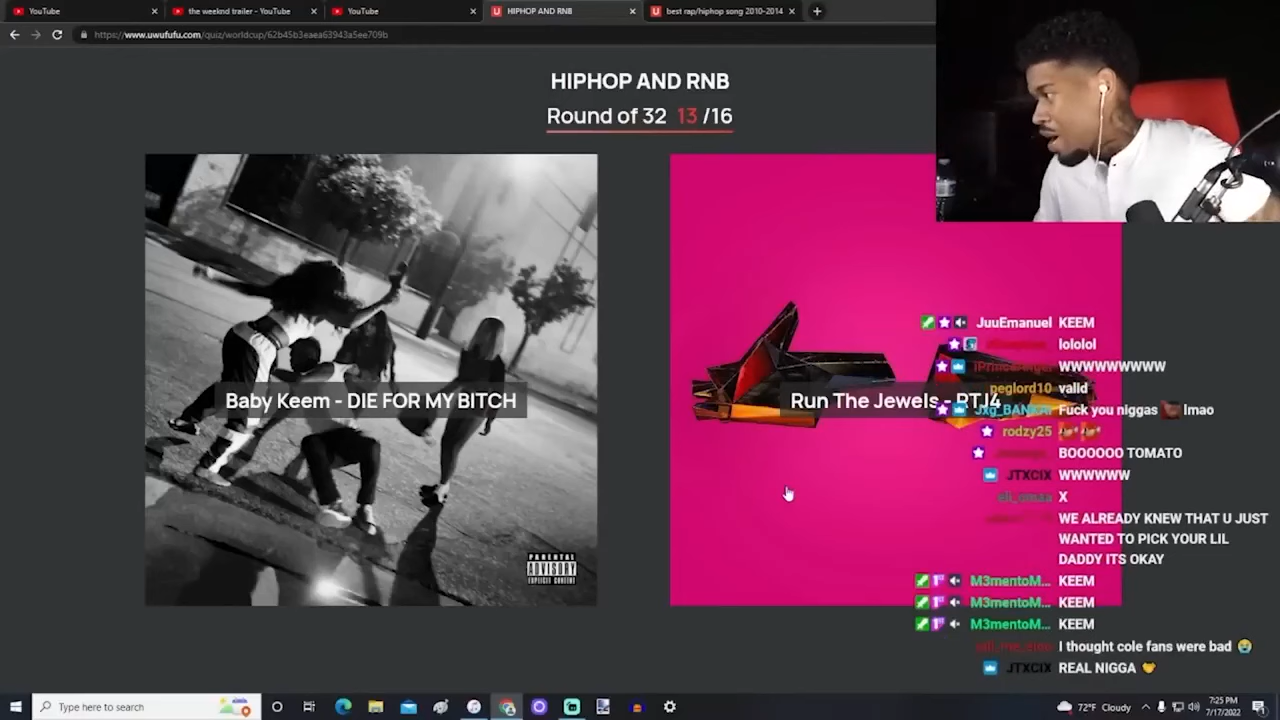 YouTube
the weeknd trailer - YouTube
YouTube
HIPHOP AND RNB
best rap/hiphop song 2010-2014
https://www.uwufufu.com/quiz/worldcup/62b45b3eaea63943a5ee709b
HIPHOP AND RNB
Round of 32 13 /16
Baby Keem - DIE FOR MY BITCH
PARENTAL
ADVISORY
EXPLICIT CONTENT
Run The Jewels - RTJ4
JuuEmanuel KEEM
lololol
WWWWWWWWWW
peglord10 valid
Fuck you niggas lmao
rodzy25
BOOOOOO TOMATO
JTXCIX WWWWWW
eli_omaa X
WE ALREADY KNEW THAT U JUST
WANTED TO PICK YOUR LIL
DADDY ITS OKAY
M3mentoM... KEEM
M3mentoM... KEEM
M3mentoM... KEEM
I thought cole fans were bad 😭
JTXCIX REAL NIGGA 🤝
Type here to search
72°F Cloudy
7:25 PM
7/17/2022